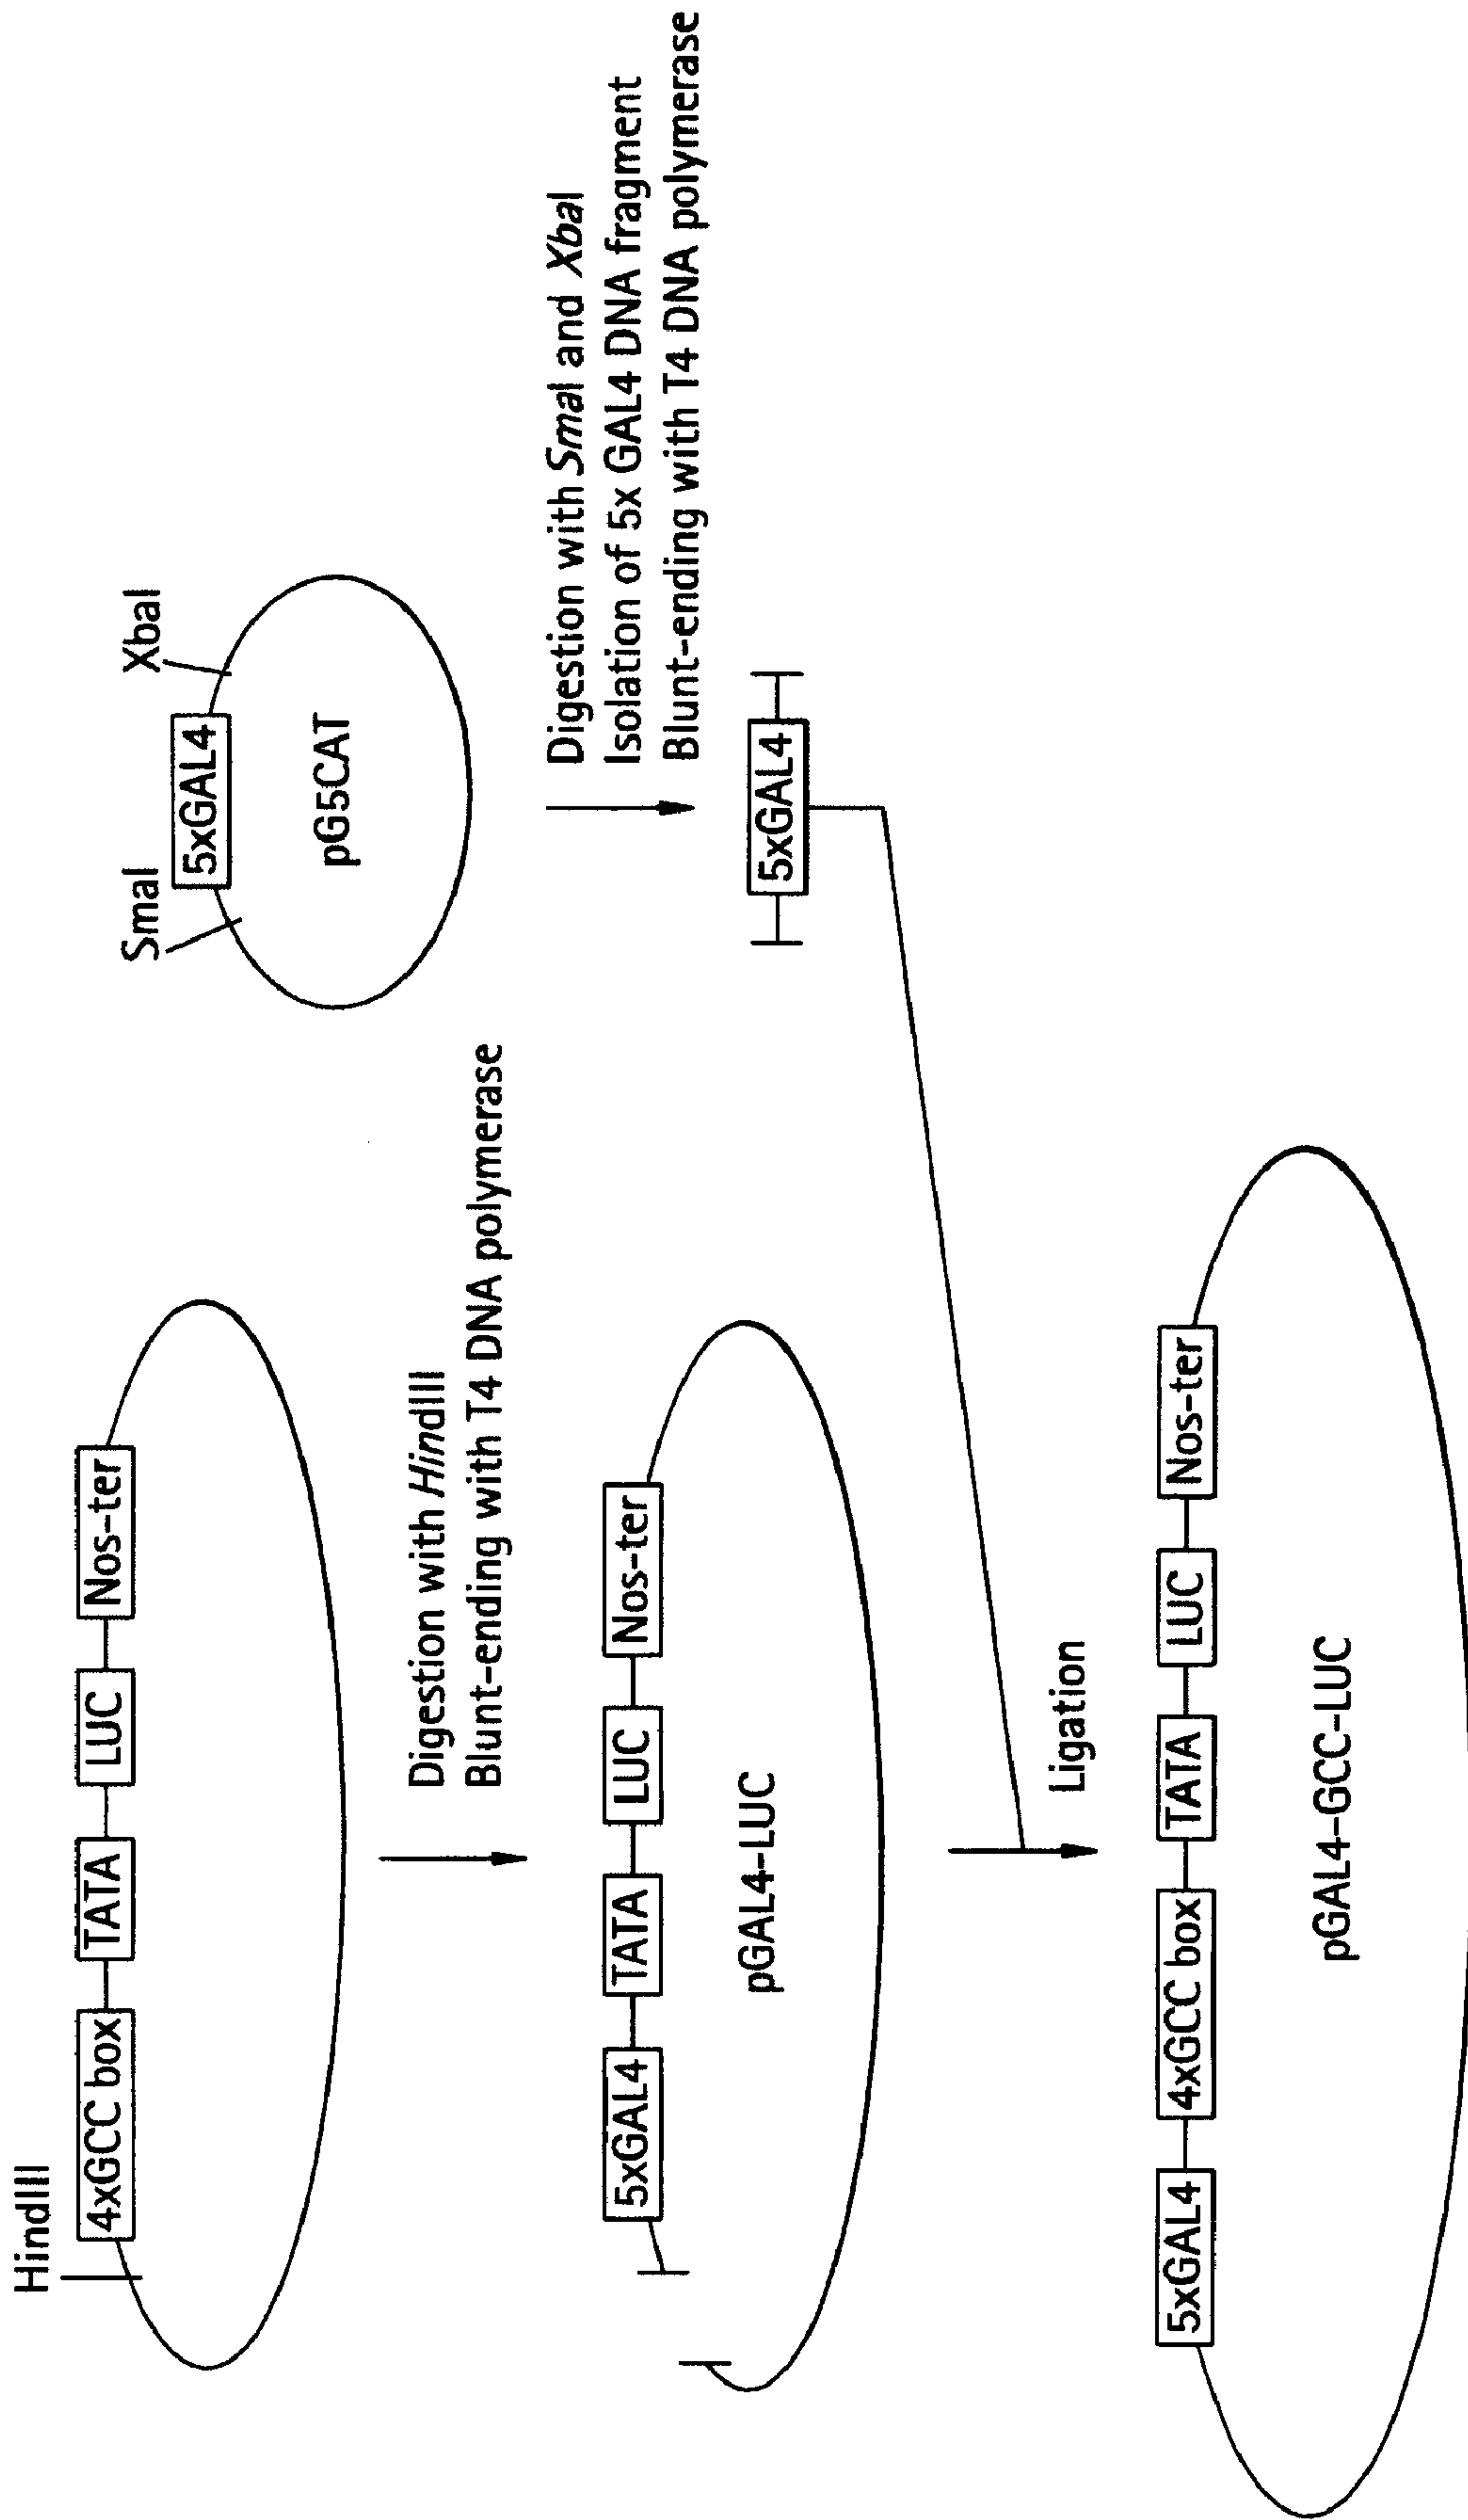 HindIII
4xGCC box
TATA
LUC
Nos-ter
SmaI
XbaI
5xGAL4
pG5CAT
Digestion with HindIII
Blunt-ending with T4 DNA polymerase
Digestion with SmaI and XbaI
Isolation of 5x GAL4 DNA fragment
Blunt-ending with T4 DNA polymerase
5xGAL4
TATA
LUC
Nos-ter
pGAL4-LUC
5xGAL4
Ligation
5xGAL4
4xGCC box
TATA
LUC
Nos-ter
pGAL4-GCC-LUC